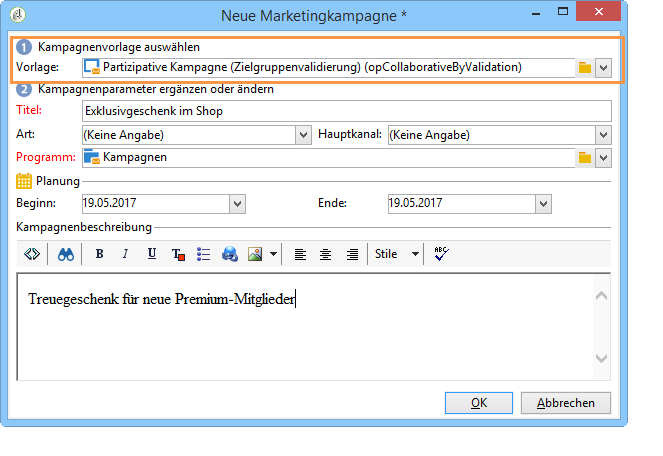 Neue Marketingkampagne *
1 Kampagnenvorlage auswählen
Vorlage: Partizipative Kampagne (Zielgruppenvalidierung) (opCollaborativeByValidation)
2 Kampagnenparameter ergänzen oder ändern
Titel: Exklusivgeschenk im Shop
Art: (Keine Angabe) Hauptkanal: (Keine Angabe)
Programm: Kampagnen
Planung
Beginn: 19.05.2017 Ende: 19.05.2017
Kampagnenbeschreibung
B I U T Stile ABC
Treuegeschenk für neue Premium-Mitglieder
OK Abbrechen